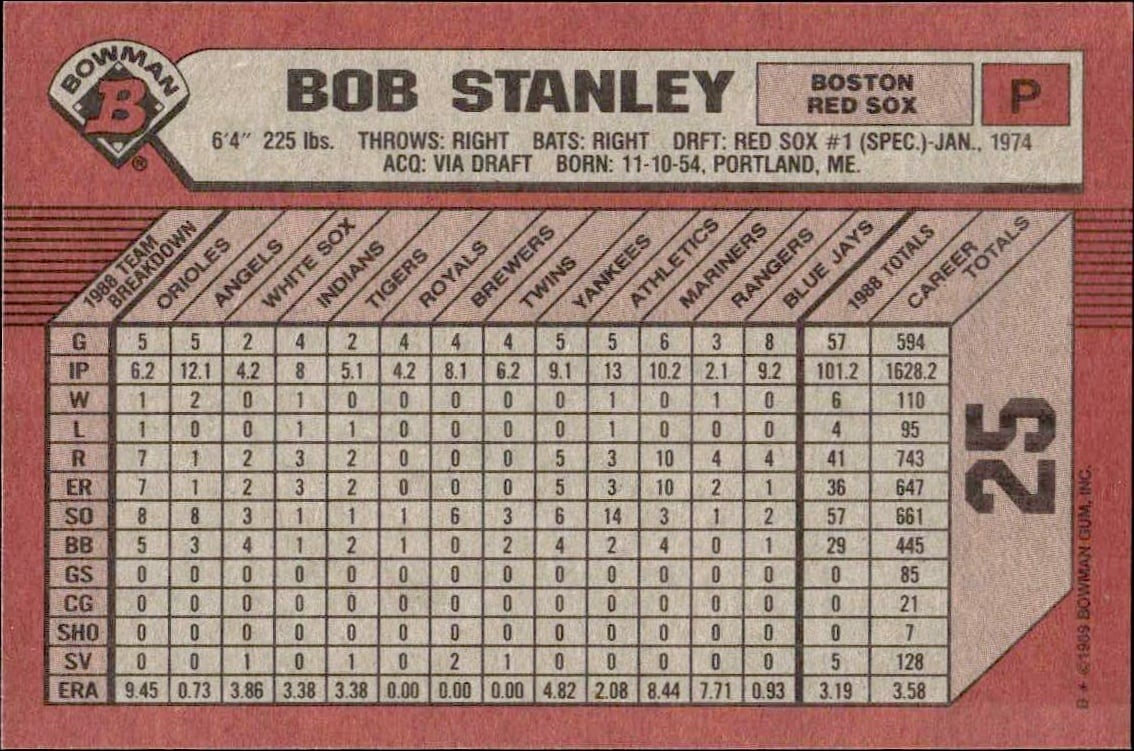 BOWMAN
B
®
BOB STANLEY
BOSTON
RED SOX
P
6'4" 225 lbs. THROWS: RIGHT BATS: RIGHT DRFT: RED SOX #1 (SPEC.)-JAN., 1974
ACQ: VIA DRAFT BORN: 11-10-54, PORTLAND, ME.
1988 TEAM
BREAKDOWN
ORIOLES
ANGELS
WHITE SOX
INDIANS
TIGERS
ROYALS
BREWERS
TWINS
YANKEES
ATHLETICS
MARINERS
RANGERS
BLUE JAYS
1988 TOTALS
CAREER
TOTALS
G 5 5 2 4 2 4 4 4 5 5 6 3 8 57 594
IP 6.2 12.1 4.2 8 5.1 4.2 8.1 6.2 9.1 13 10.2 2.1 9.2 101.2 1628.2
W 1 2 0 1 0 0 0 0 0 1 0 1 0 6 110
L 1 0 0 1 1 0 0 0 0 1 0 0 0 4 95
R 7 1 2 3 2 0 0 0 5 3 10 4 4 41 743
ER 7 1 2 3 2 0 0 0 5 3 10 2 1 36 647
SO 8 8 3 1 1 1 6 3 6 14 3 1 2 57 661
BB 5 3 4 1 2 1 0 2 4 2 4 0 1 29 445
GS 0 0 0 0 0 0 0 0 0 0 0 0 0 0 85
CG 0 0 0 0 0 0 0 0 0 0 0 0 0 0 21
SHO 0 0 0 0 0 0 0 0 0 0 0 0 0 0 7
SV 0 0 1 0 1 0 2 1 0 0 0 0 0 5 128
ERA 9.45 0.73 3.86 3.38 3.38 0.00 0.00 0.00 4.82 2.08 8.44 7.71 0.93 3.19 3.58
25
B * © 1989 BOWMAN GUM, INC.